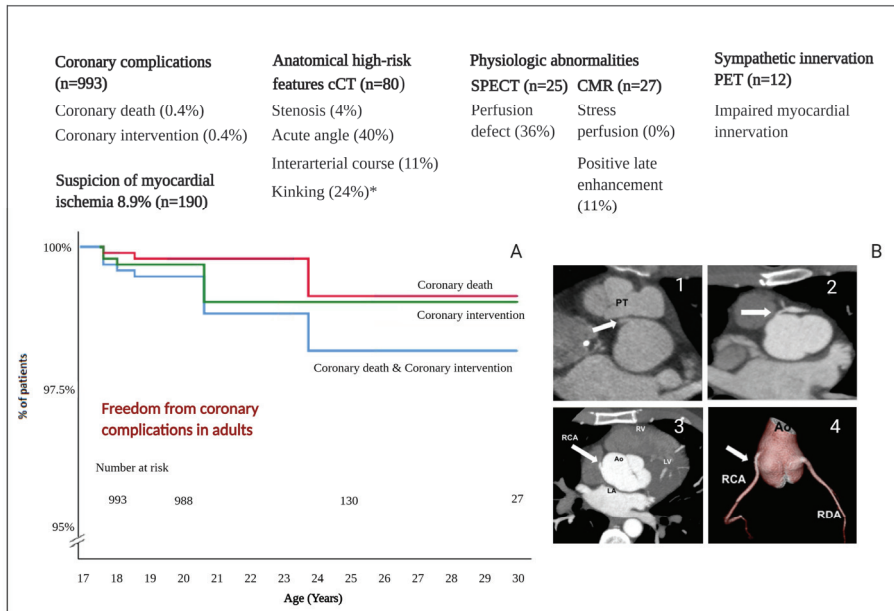 Coronary complications
(n=993)
Coronary death (0.4%)
Coronary intervention (0.4%)
Suspicion of myocardial
ischemia 8.9% (n=190)
Anatomical high-risk
features cCT (n=80)
Stenosis (4%)
Acute angle (40%)
Interarterial course (11%)
Kinking (24%)*
Physiologic abnormalities
SPECT (n=25)
Perfusion
defect (36%)
CMR (n=27)
Stress
perfusion (0%)
Positive late
enhancement
(11%)
Sympathetic innervation
PET (n=12)
Impaired myocardial
innervation
A
100%
97.5%
95%
% of patients
Coronary death
Coronary intervention
Coronary death & Coronary intervention
Freedom from coronary
complications in adults
Number at risk
993 988 130 27
17 18 19 20 21 22 23 24 25 26 27 28 29 30
Age (Years)
B
1
PT
2
3
RV
RCA
Ao
LV
LA
4
Ao
RCA
RDA